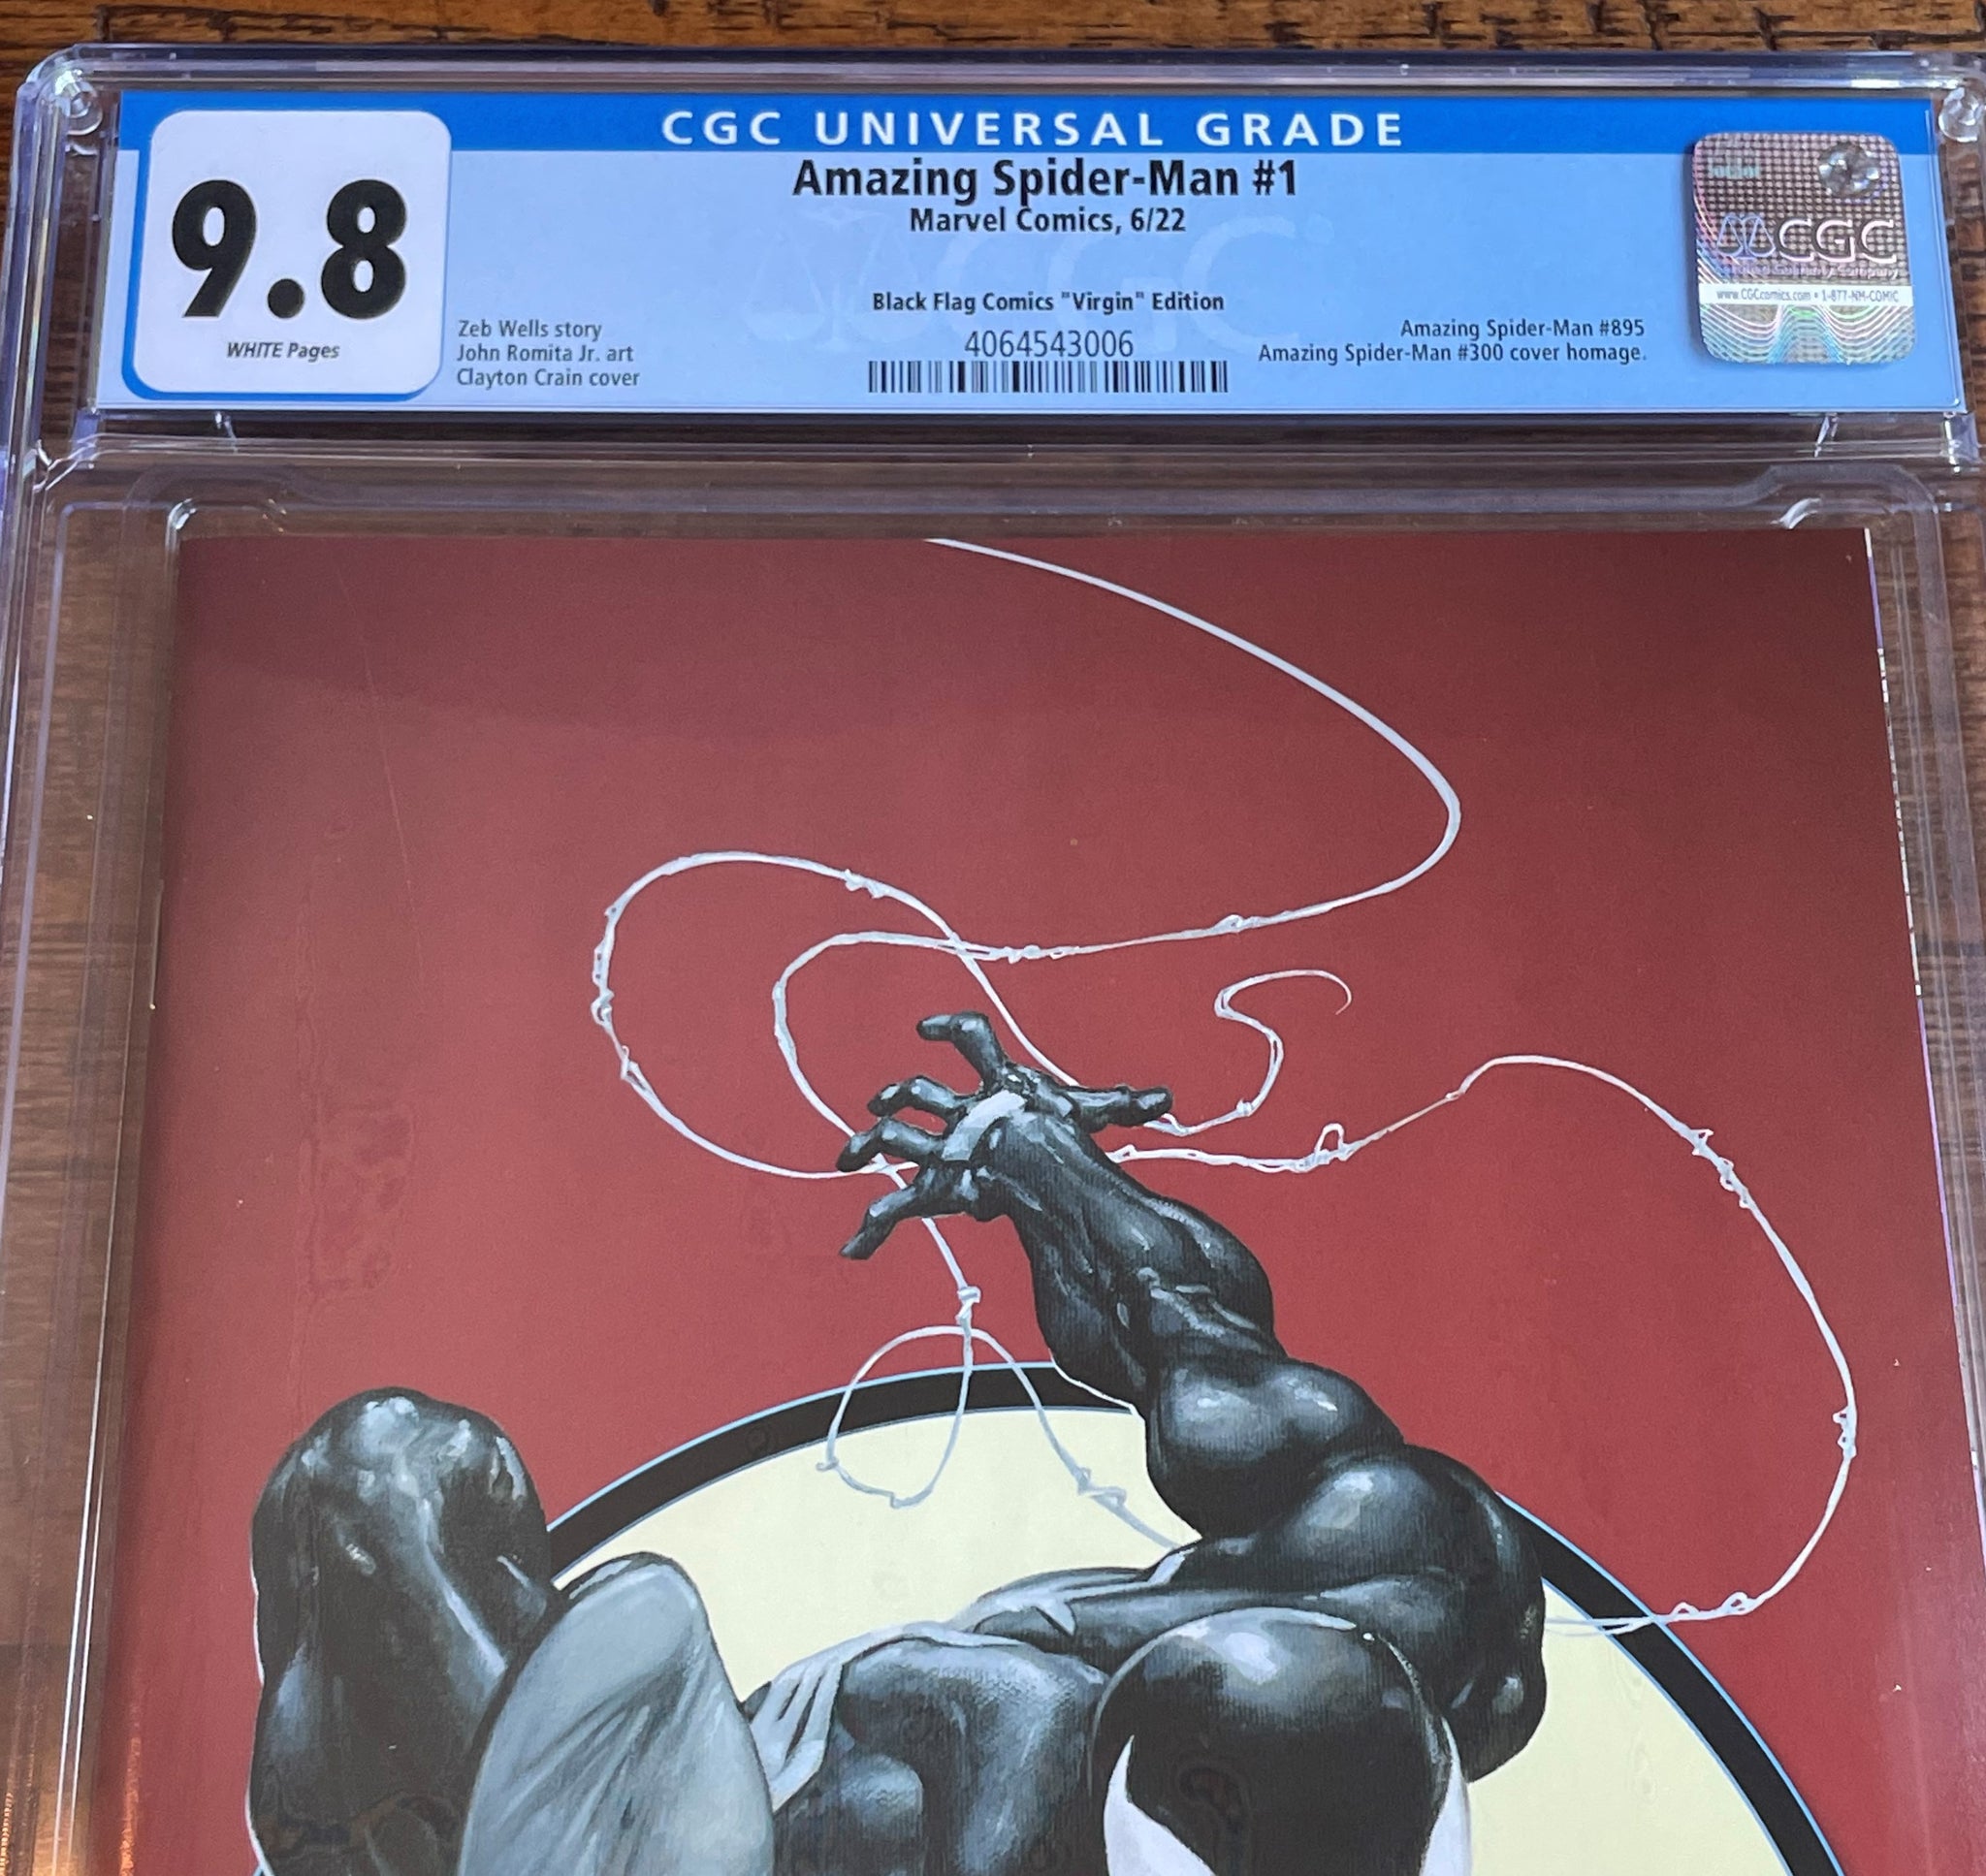 CGC UNIVERSAL GRADE
9.8
WHITE Pages
Amazing Spider-Man #1
Marvel Comics, 6/22
Black Flag Comics "Virgin" Edition
4064543006
Zeb Wells story
John Romita Jr. art
Clayton Crain cover
Amazing Spider-Man #895
Amazing Spider-Man #300 cover homage.
CGC
www.CGCcomics.com • 1-877-NM-COMIC
CGC